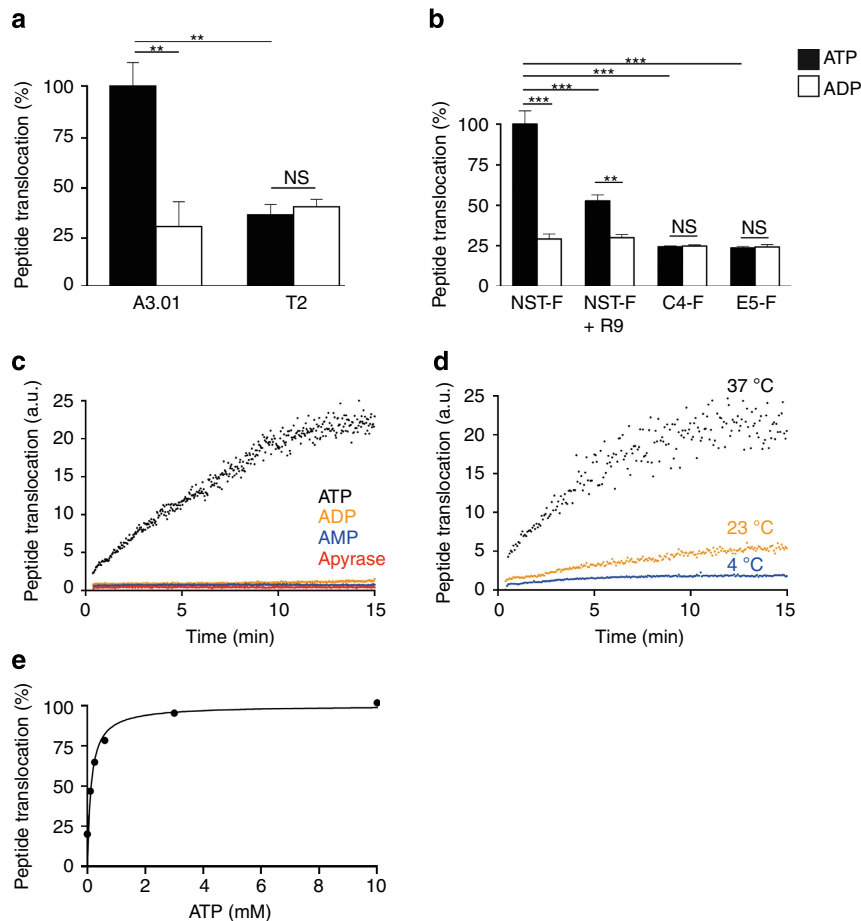 a
**
**
Peptide translocation (%)
100
75
50
25
0
NS
A3.01
T2
b
ATP
ADP
***
***
***
***
**
NS
NS
Peptide translocation (%)
100
75
50
25
0
NST-F
NST-F
+ R9
C4-F
E5-F
c
Peptide translocation (a.u.)
25
20
15
10
5
0
ATP
ADP
AMP
Apyrase
5
10
15
Time (min)
d
Peptide translocation (a.u.)
25
20
15
10
5
0
37 °C
23 °C
4 °C
0
5
10
15
Time (min)
e
Peptide translocation (%)
100
75
50
25
0
0
2
4
6
8
10
ATP (mM)